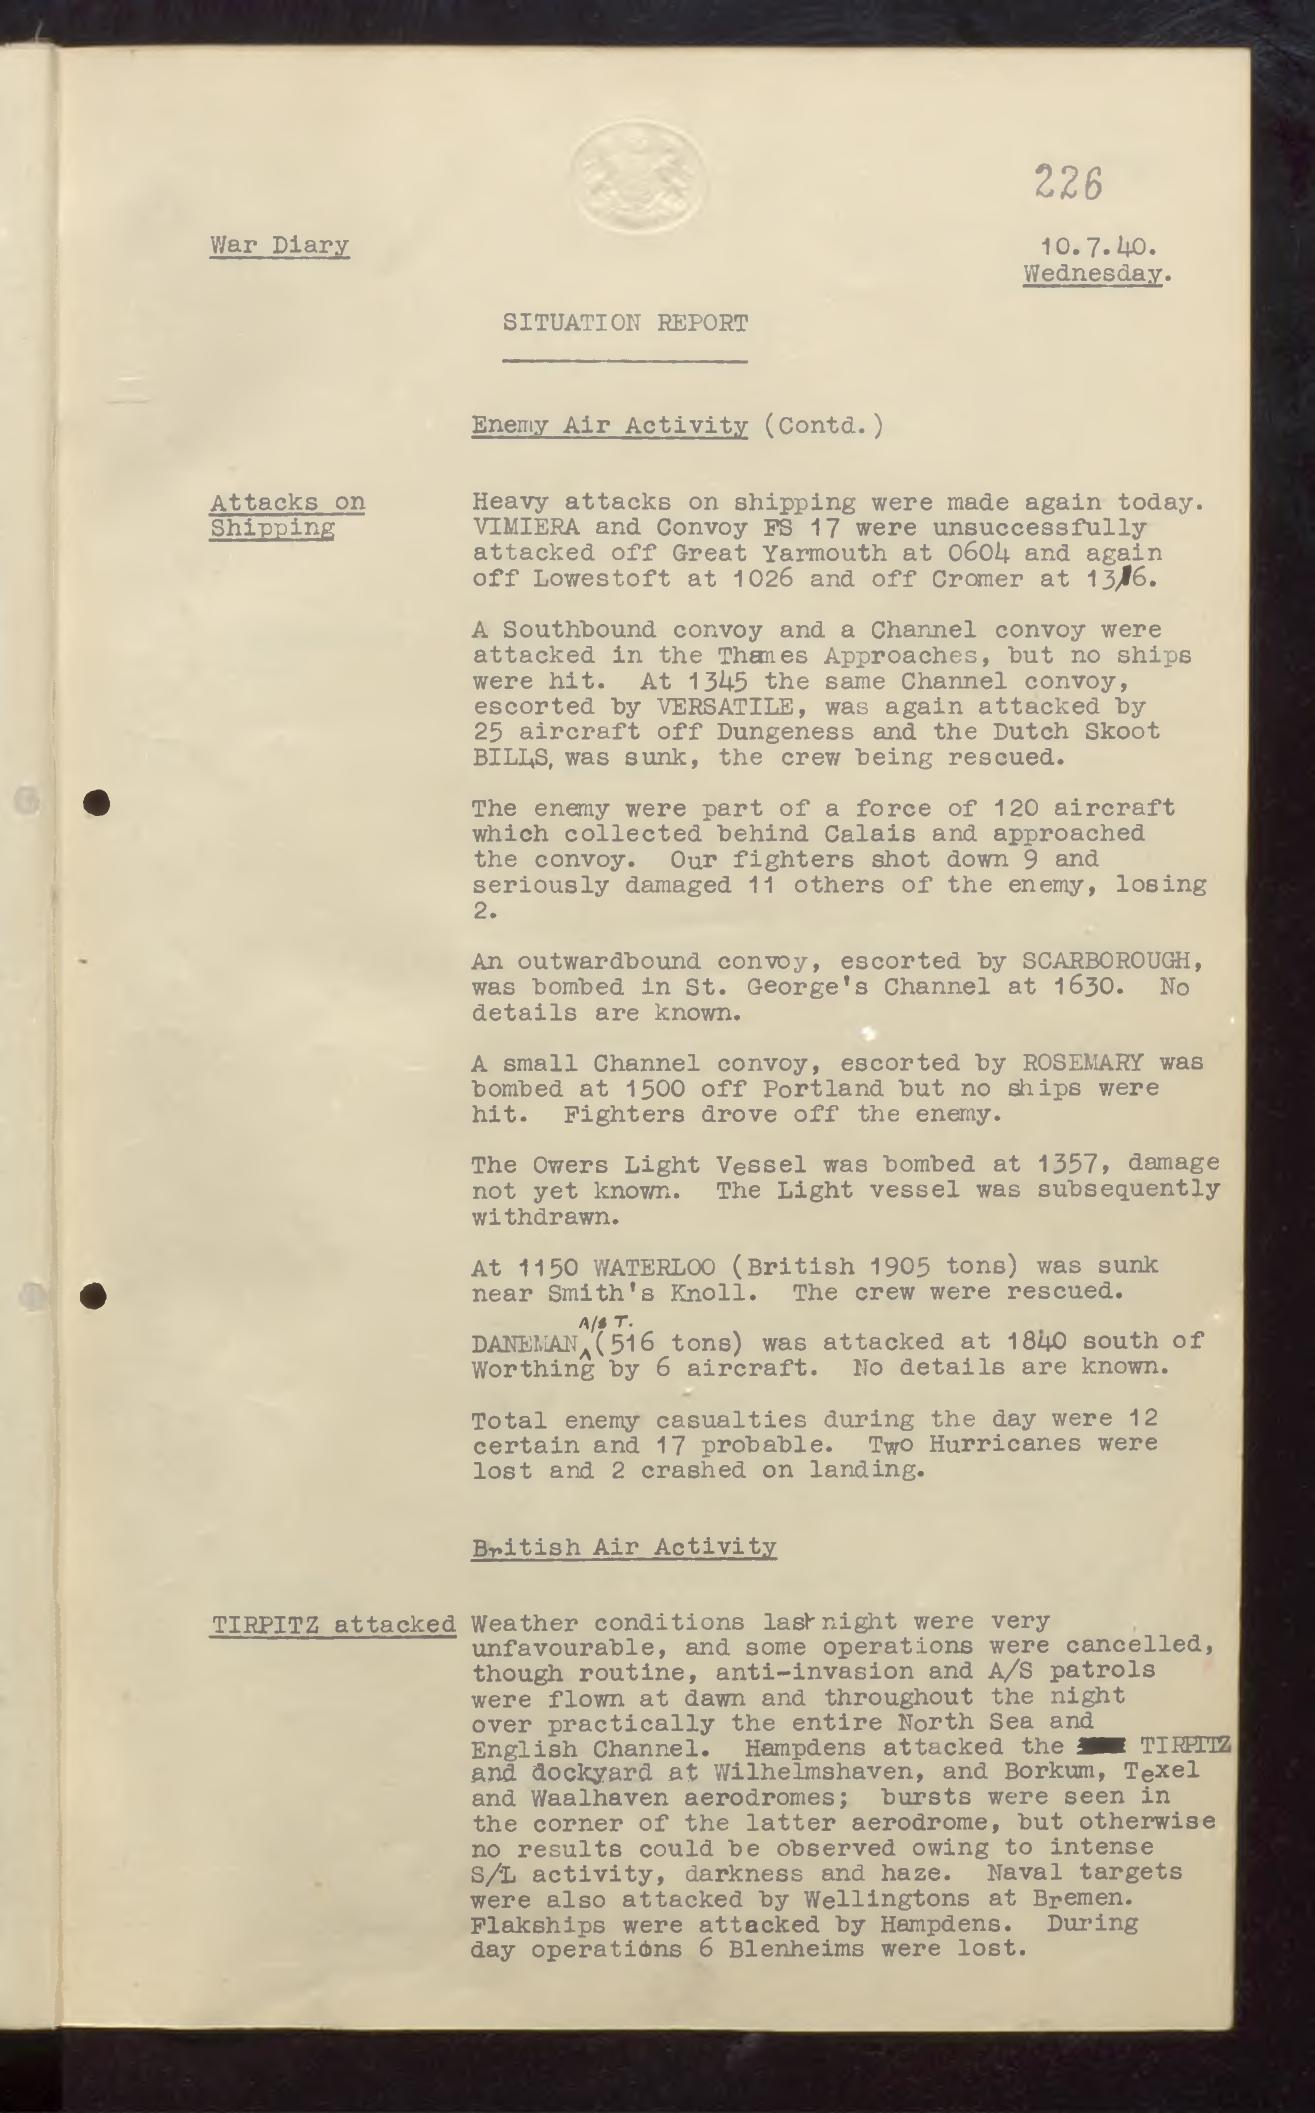 226
War Diary
10.7.40.
Wednesday.
SITUATION REPORT
Enemy Air Activity (Contd.)
Attacks on
Shipping
Heavy attacks on shipping were made again today.
VIMIERA and Convoy FS 17 were unsuccessfully
attacked off Great Yarmouth at 0604 and again
off Lowestoft at 1026 and off Cromer at 1316.
A Southbound convoy and a Channel convoy were
attacked in the Thames Approaches, but no ships
were hit. At 1345 the same Channel convoy,
escorted by VERSATILE, was again attacked by
25 aircraft off Dungeness and the Dutch Skoot
BILLS, was sunk, the crew being rescued.
The enemy were part of a force of 120 aircraft
which collected behind Calais and approached
the convoy. Our fighters shot down 9 and
seriously damaged 11 others of the enemy, losing
2.
An outwardbound convoy, escorted by SCARBOROUGH,
was bombed in St. George's Channel at 1630. No
details are known.
A small Channel convoy, escorted by ROSEMARY was
bombed at 1500 off Portland but no ships were
hit. Fighters drove off the enemy.
The Owers Light Vessel was bombed at 1357, damage
not yet known. The Light vessel was subsequently
withdrawn.
At 1150 WATERLOO (British 1905 tons) was sunk
near Smith's Knoll. The crew were rescued.
A/S T.
DANEMAN (516 tons) was attacked at 1840 south of
Worthing by 6 aircraft. No details are known.
Total enemy casualties during the day were 12
certain and 17 probable. Two Hurricanes were
lost and 2 crashed on landing.
British Air Activity
TIRPITZ attacked
Weather conditions last night were very
unfavourable, and some operations were cancelled,
though routine, anti-invasion and A/S patrols
were flown at dawn and throughout the night
over practically the entire North Sea and
English Channel. Hampdens attacked the TIRPITZ
and dockyard at Wilhelmshaven, and Borkum, Texel
and Waalhaven aerodromes; bursts were seen in
the corner of the latter aerodrome, but otherwise
no results could be observed owing to intense
S/L activity, darkness and haze. Naval targets
were also attacked by Wellingtons at Bremen.
Flakships were attacked by Hampdens. During
day operations 6 Blenheims were lost.